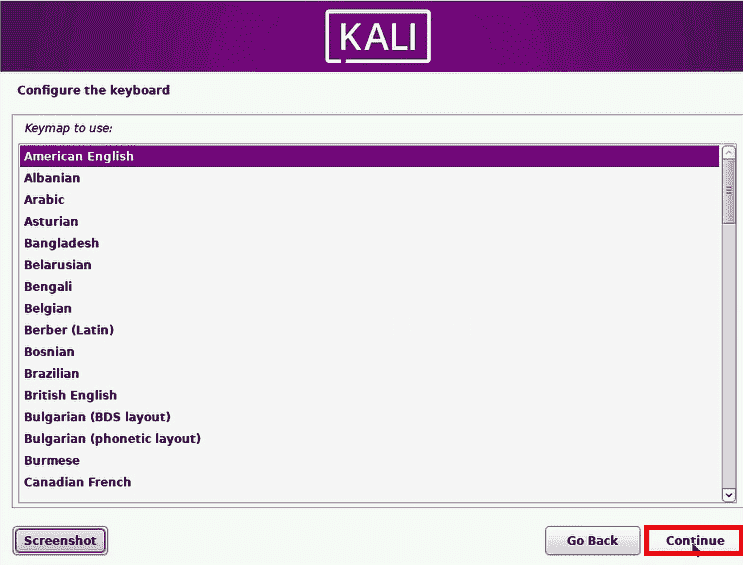 KALI
Configure the keyboard
Keymap to use:
American English
Albanian
Arabic
Asturian
Bangladesh
Belarusian
Bengali
Belgian
Berber (Latin)
Bosnian
Brazilian
British English
Bulgarian (BDS layout)
Bulgarian (phonetic layout)
Burmese
Canadian French
Screenshot
Go Back
Continue